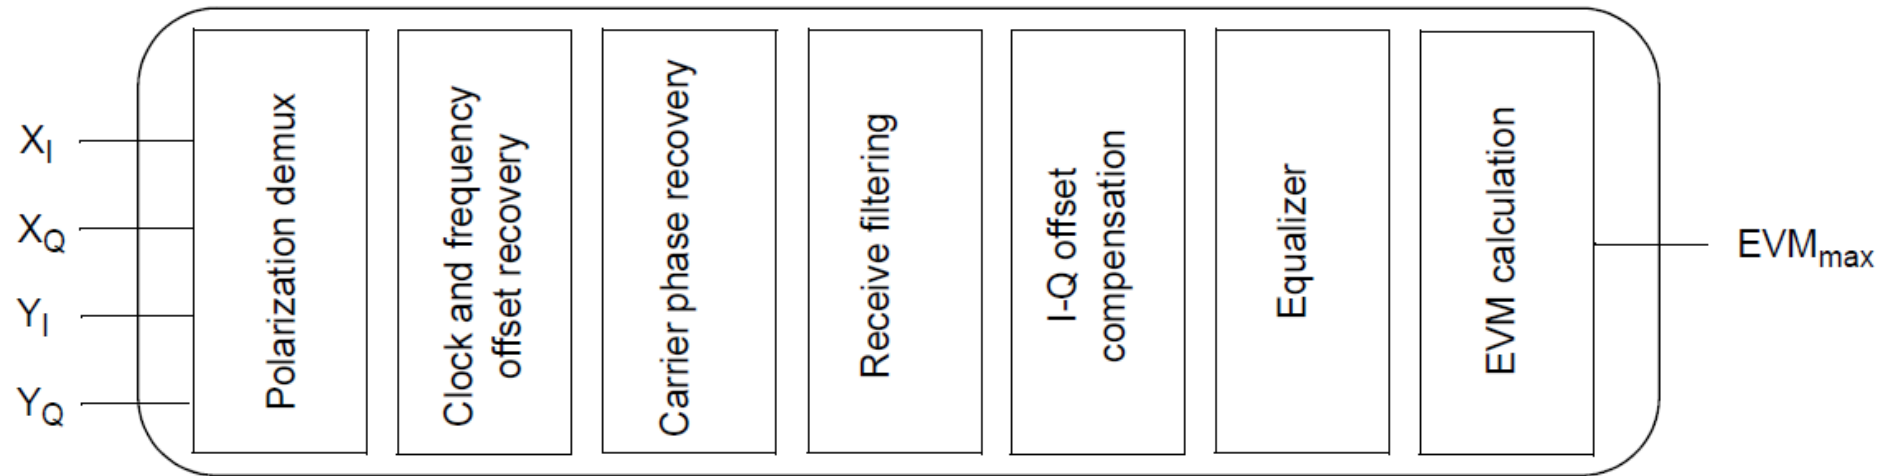 X_I
X_Q
Y_I
Y_Q
Polarization demux
Clock and frequency
offset recovery
Carrier phase recovery
Receive filtering
I-Q offset
compensation
Equalizer
EVM calculation
EVM_max